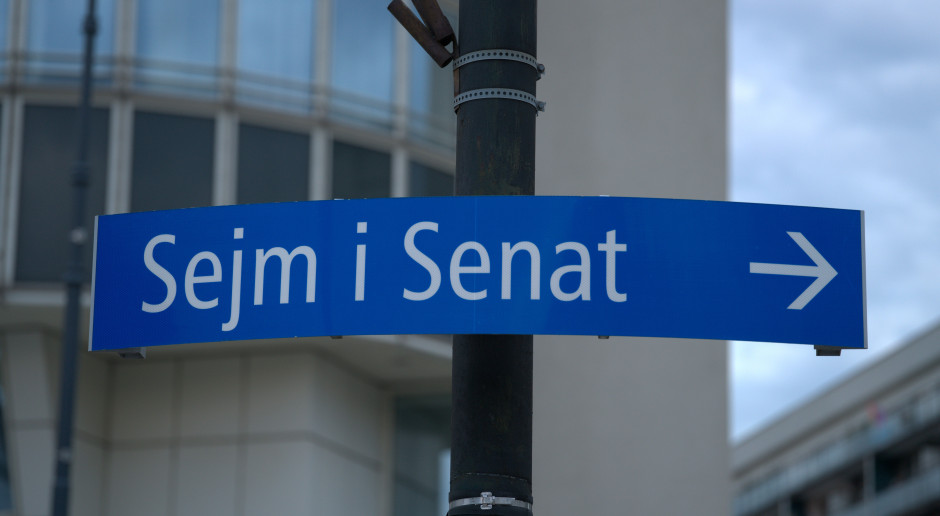 Sejm i Senat →